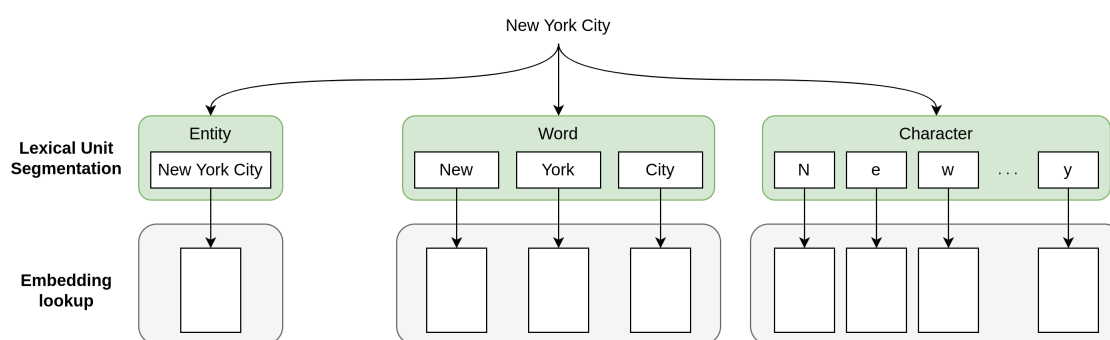 New York City
Entity
Word
Character
Lexical Unit
Segmentation
New York City
New
York
City
N
e
w
...
y
Embedding
lookup